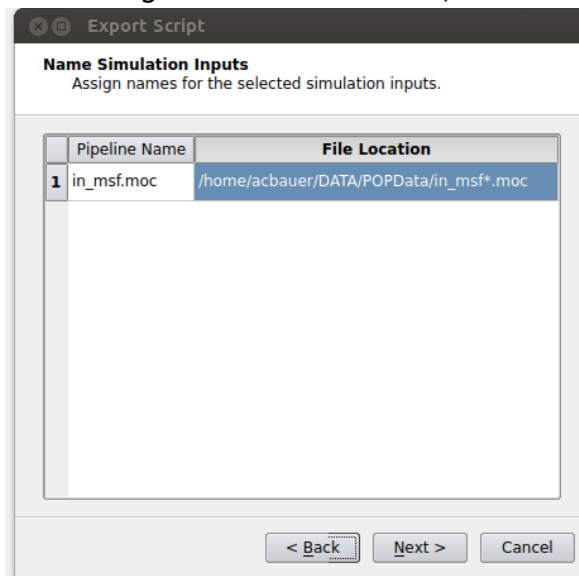 Export Script
Name Simulation Inputs
Assign names for the selected simulation inputs.
Pipeline Name File Location
1 in_msf.moc /home/acbauer/DATA/POPData/in_msf*.moc
< Back Next > Cancel